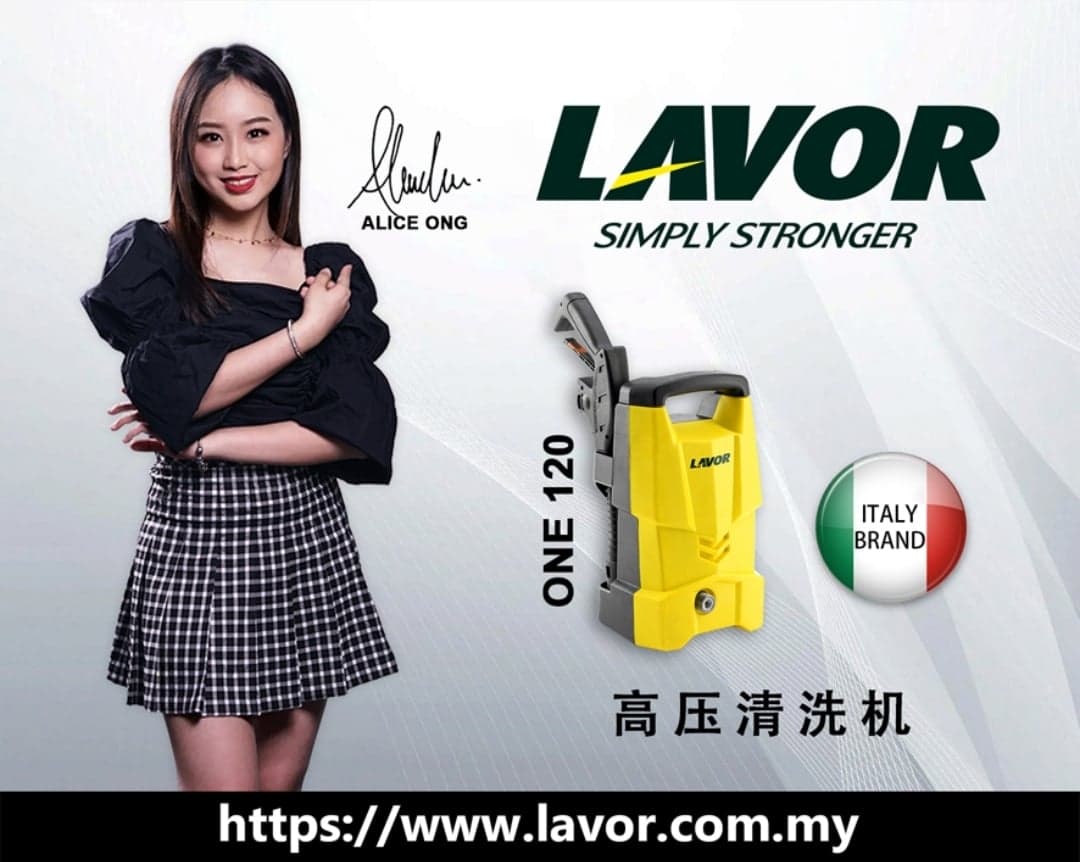 LAVOR
SIMPLY STRONGER
ALICE ONG
ONE 120
LAVOR
ITALY
BRAND
高压清洗机
https://www.lavor.com.my